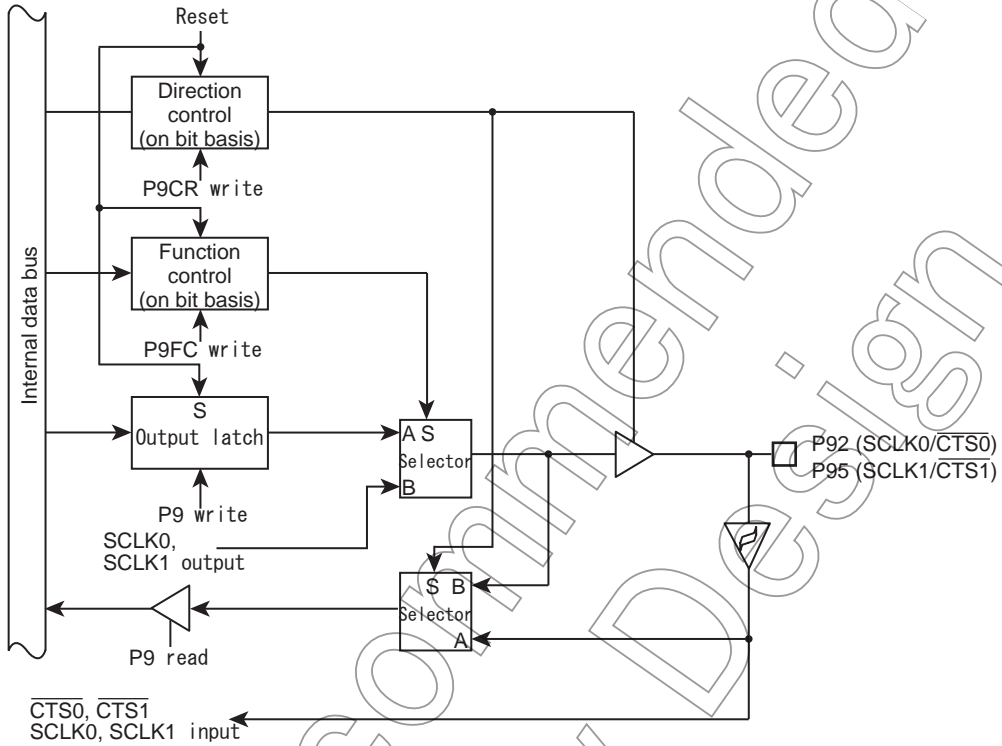 Reset
Internal data bus
Direction
control
(on bit basis)
P9CR write
Function
control
(on bit basis)
P9FC write
S
Output latch
P9 write
A S
Selector
B
SCLK0,
SCLK1 output
P92 (SCLK0/CTS0)
P95 (SCLK1/CTS1)
S B
Selector
A
P9 read
CTS0, CTS1
SCLK0, SCLK1 input
commended
Design